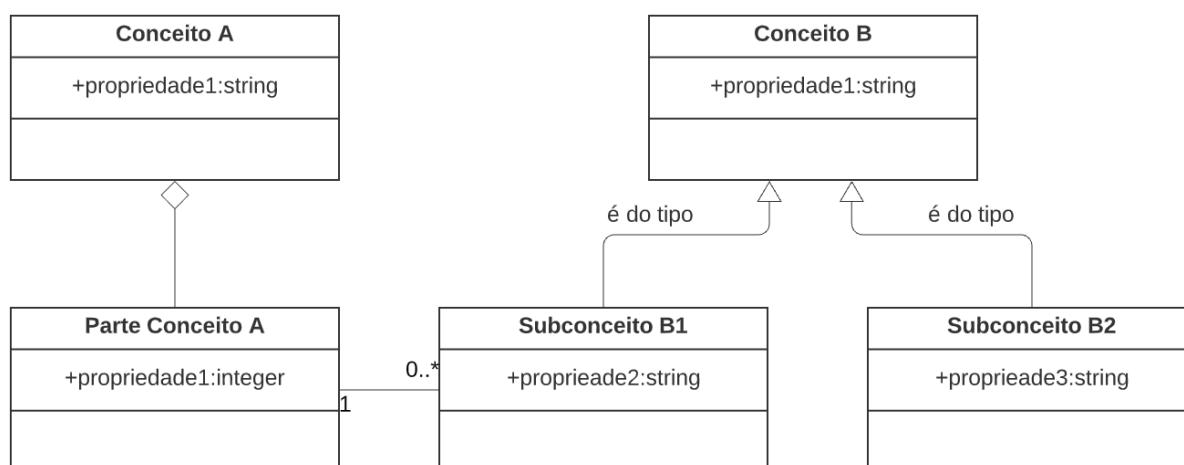 Conceito A
+propriedade1:string
Conceito B
+propriedade1:string
é do tipo
é do tipo
Parte Conceito A
+propriedade1:integer
1
0..*
Subconceito B1
+proprieade2:string
Subconceito B2
+proprieade3:string